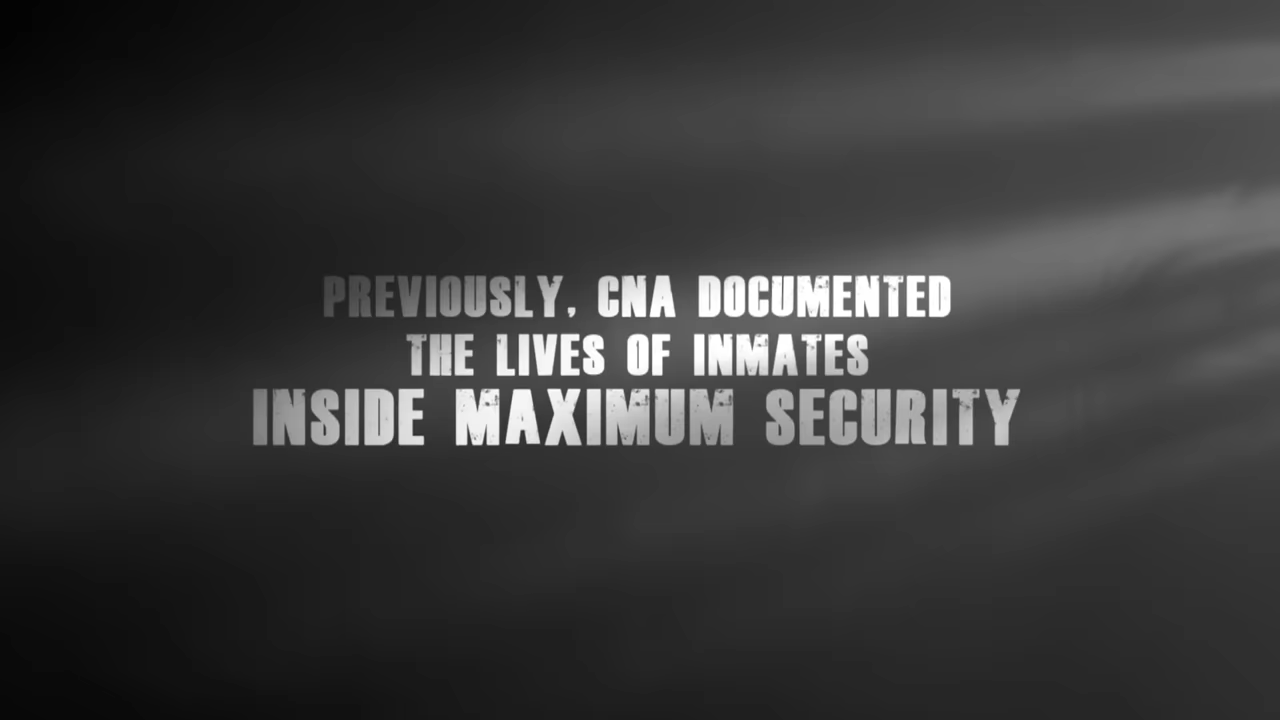 PREVIOUSLY, CNA DOCUMENTED
THE LIVES OF INMATES
INSIDE MAXIMUM SECURITY